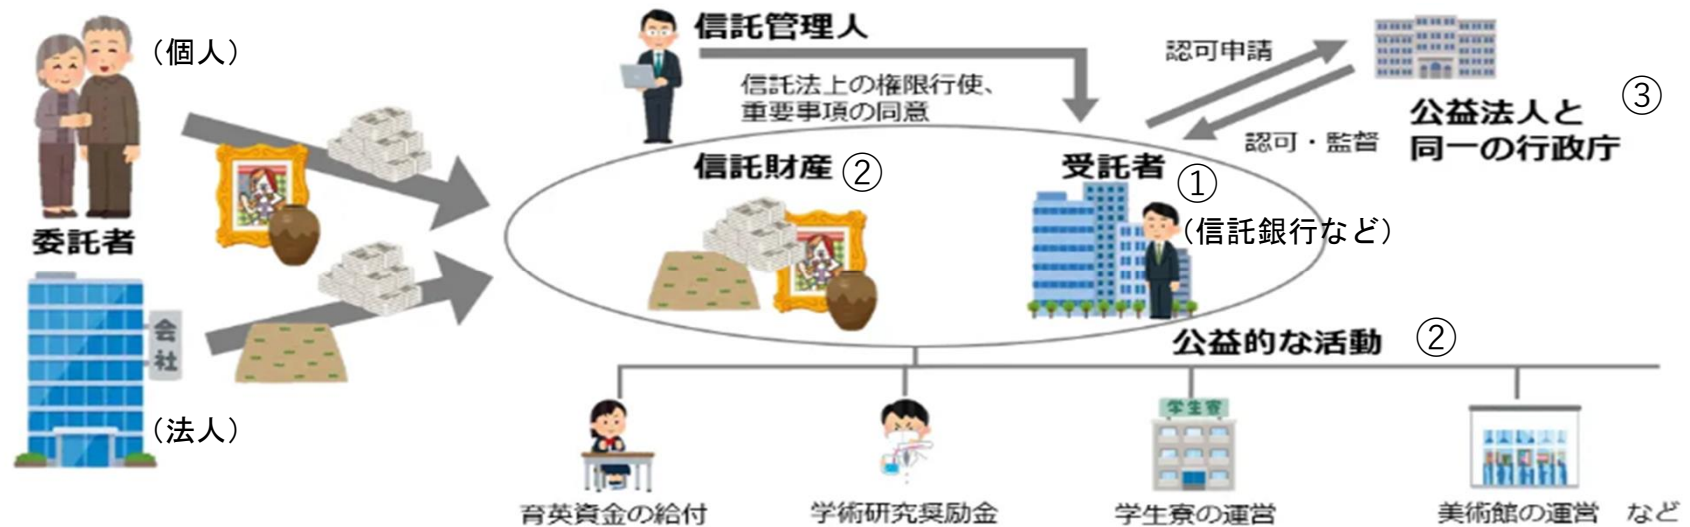 (個人)
委託者
会社
(法人)
信託管理人
信託法上の権限行使、
重要事項の同意
認可申請
認可・監督
公益法人と
同一の行政庁
③
信託財産 ②
受託者
①
(信託銀行など)
公益的な活動 ②
学生寮
育英資金の給付
学術研究奨励金
学生寮の運営
美術館の運営 など